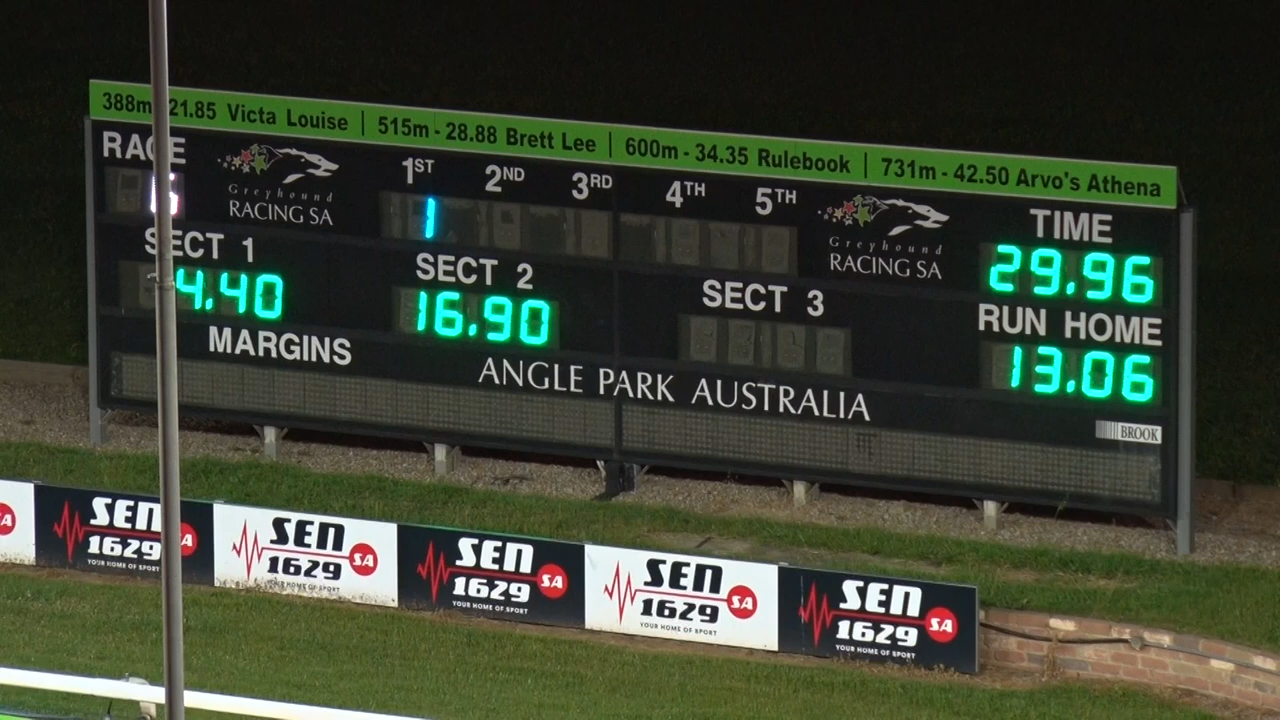 388m 21.85 Victa Louise | 515m - 28.88 Brett Lee | 600m - 34.35 Rulebook | 731m - 42.50 Arvo's Athena
RACE
Greyhound
RACING SA
1ST 2ND 3RD 4TH 5TH
1
Greyhound
RACING SA
TIME
29.96
SECT 1
4.40
SECT 2
16.90
SECT 3
RUN HOME
13.06
MARGINS
ANGLE PARK AUSTRALIA
BROOK
SEN
1629
SA
YOUR HOME OF SPORT
SEN
1629
SA
YOUR HOME OF SPORT
SEN
1629
SA
YOUR HOME OF SPORT
SEN
1629
SA
YOUR HOME OF SPORT
SEN
1629
SA
YOUR HOME OF SPORT